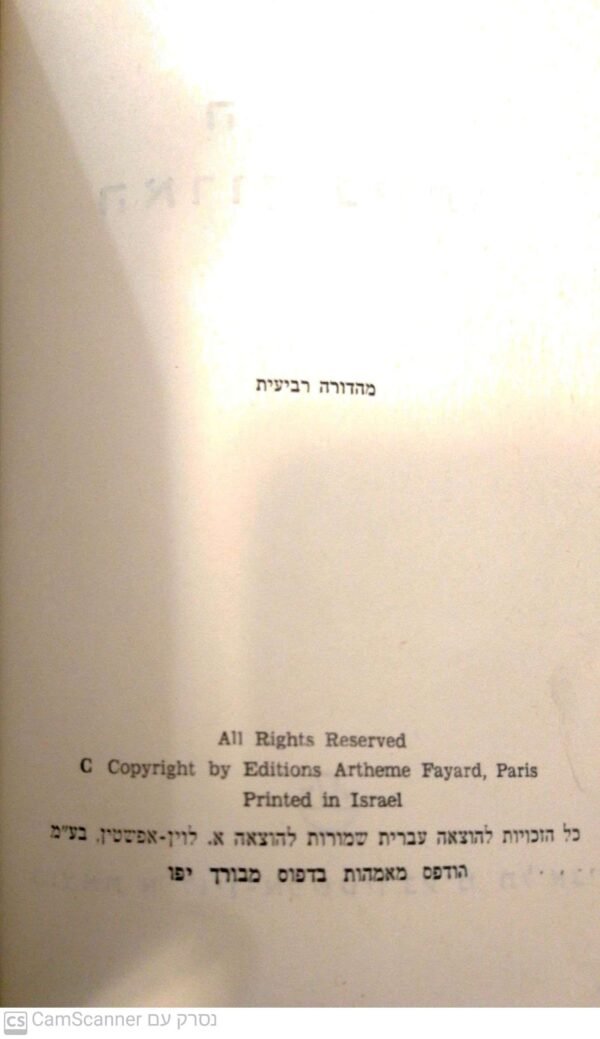 מהדורה רביעית
All Rights Reserved
C Copyright by Editions Artheme Fayard, Paris
Printed in Israel
כל הזכויות להוצאה עברית שמורות להוצאה א. לוין-אפשטין, בע"מ
הודפס מאמהות בדפוס מבורך יפו
CS נסרק עם CamScanner